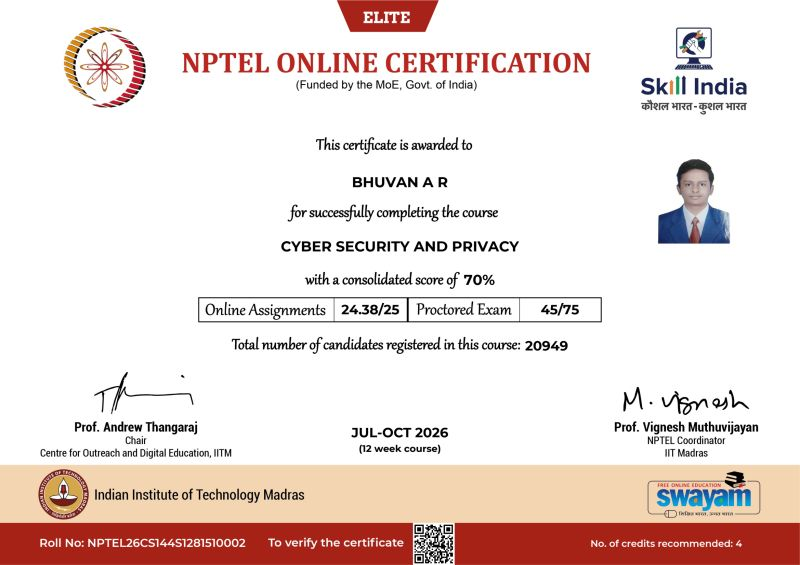 ELITE
NPTEL ONLINE CERTIFICATION
(Funded by the MoE, Govt. of India)
Skill India
कौशल भारत - कुशल भारत
This certificate is awarded to
BHUVAN A R
for successfully completing the course
CYBER SECURITY AND PRIVACY
with a consolidated score of 70%
Online Assignments 24.38/25 Proctored Exam 45/75
Total number of candidates registered in this course: 20949
M. Vignesh
Prof. Andrew Thangaraj
Chair
Centre for Outreach and Digital Education, IITM
JUL-OCT 2026
(12 week course)
Prof. Vignesh Muthuvijayan
NPTEL Coordinator
IIT Madras
Indian Institute of Technology Madras
FREE ONLINE EDUCATION
swayam
शिक्षित भारत, उन्नत भारत
Roll No: NPTEL26CS144S1281510002
To verify the certificate
No. of credits recommended: 4